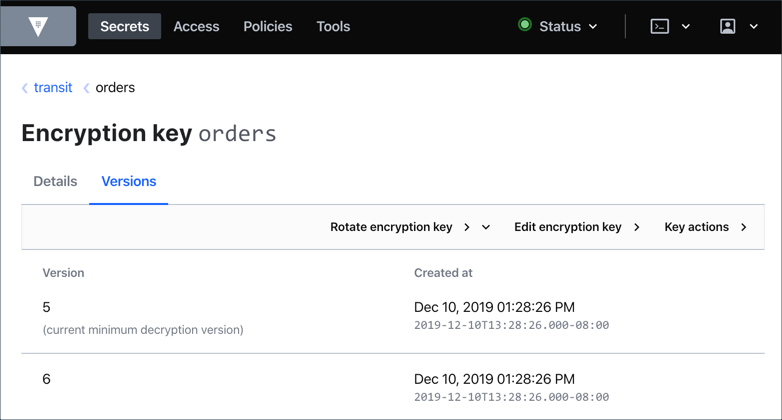 Secrets Access Policies Tools Status
transit orders
Encryption key orders
Details Versions
Rotate encryption key Edit encryption key Key actions
Version Created at
5 Dec 10, 2019 01:28:26 PM
(current minimum decryption version) 2019-12-10T13:28:26.000-08:00
6 Dec 10, 2019 01:28:26 PM
2019-12-10T13:28:26.000-08:00